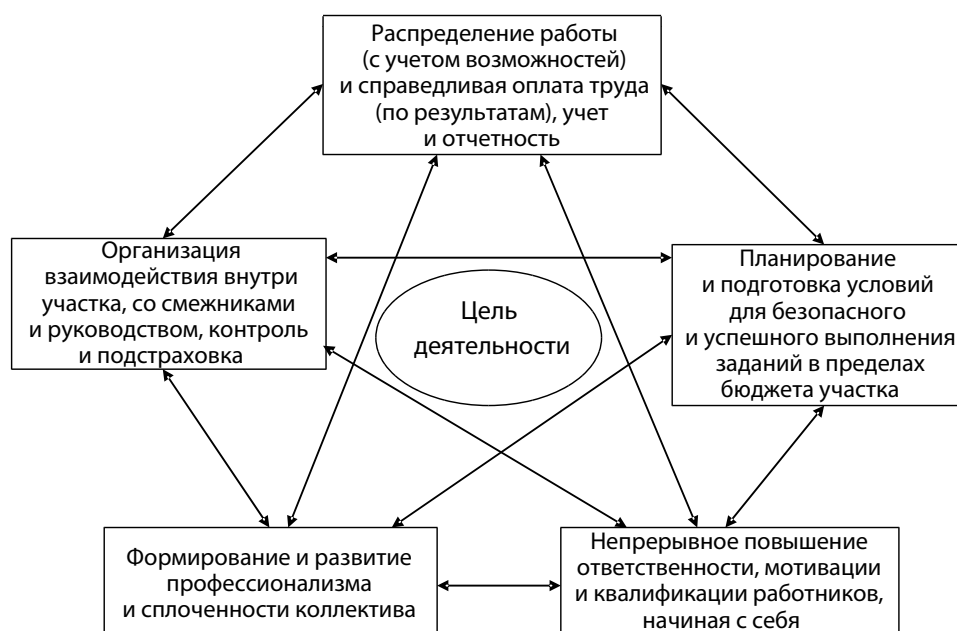 Распределение работы
(с учетом возможностей)
и справедливая оплата труда
(по результатам), учет
и отчетность
Организация
взаимодействия внутри
участка, со смежниками
и руководством, контроль
и подстраховка
Цель
деятельности
Планирование
и подготовка условий
для безопасного
и успешного выполнения
заданий в пределах
бюджета участка
Формирование и развитие
профессионализма
и сплоченности коллектива
Непрерывное повышение
ответственности, мотивации
и квалификации работников,
начиная с себя